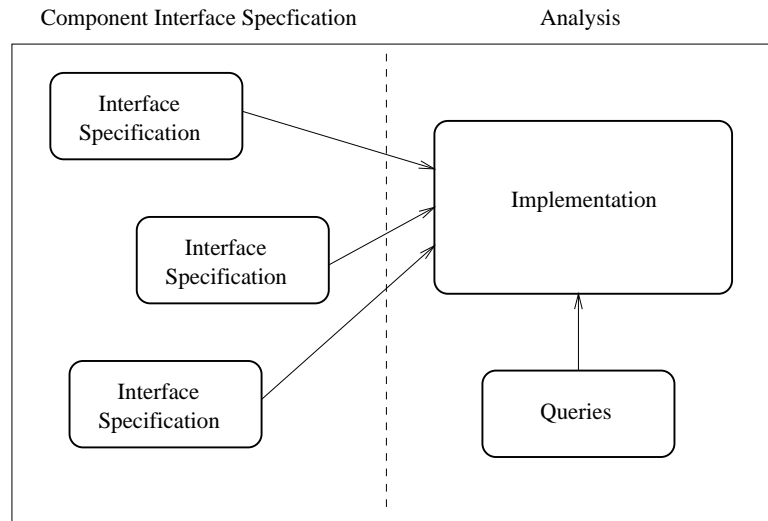 Component Interface Specfication
Analysis
Interface
Specification
Implementation
Interface
Specification
Interface
Specification
Queries